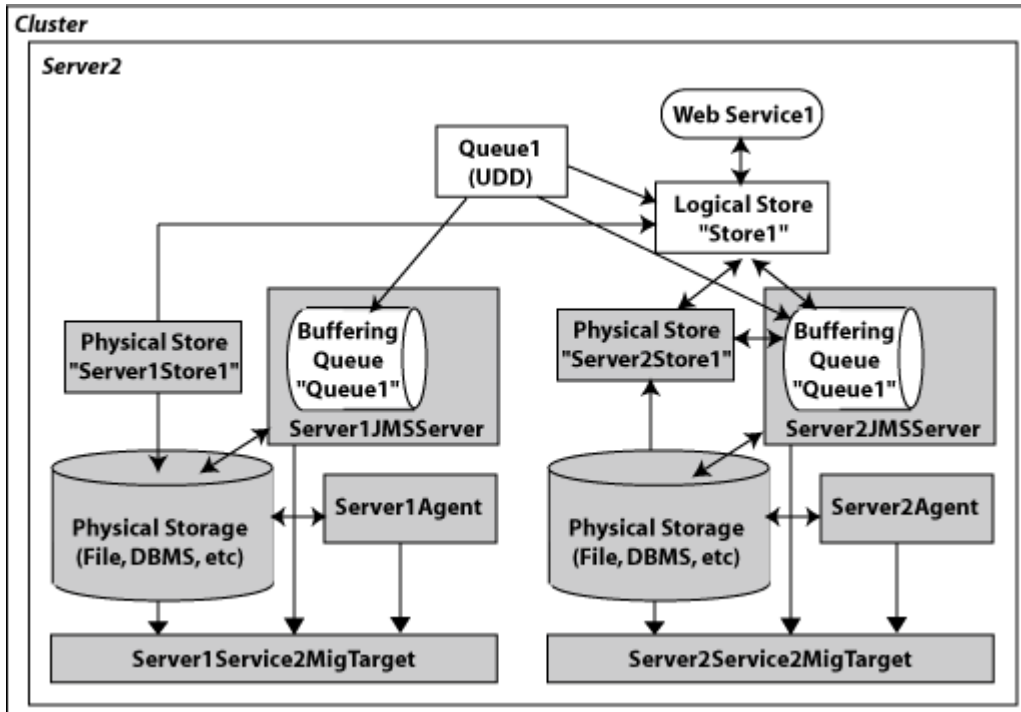 Cluster
Server2
Web Service1
Queue1
(UDD)
Logical Store
"Store1"
Physical Store
"Server1Store1"
Buffering
Queue
"Queue1"
Server1JMSServer
Physical Store
"Server2Store1"
Buffering
Queue
"Queue1"
Server2JMSServer
Physical Storage
(File, DBMS, etc)
Server1Agent
Physical Storage
(File, DBMS, etc)
Server2Agent
Server1Service2MigTarget
Server2Service2MigTarget